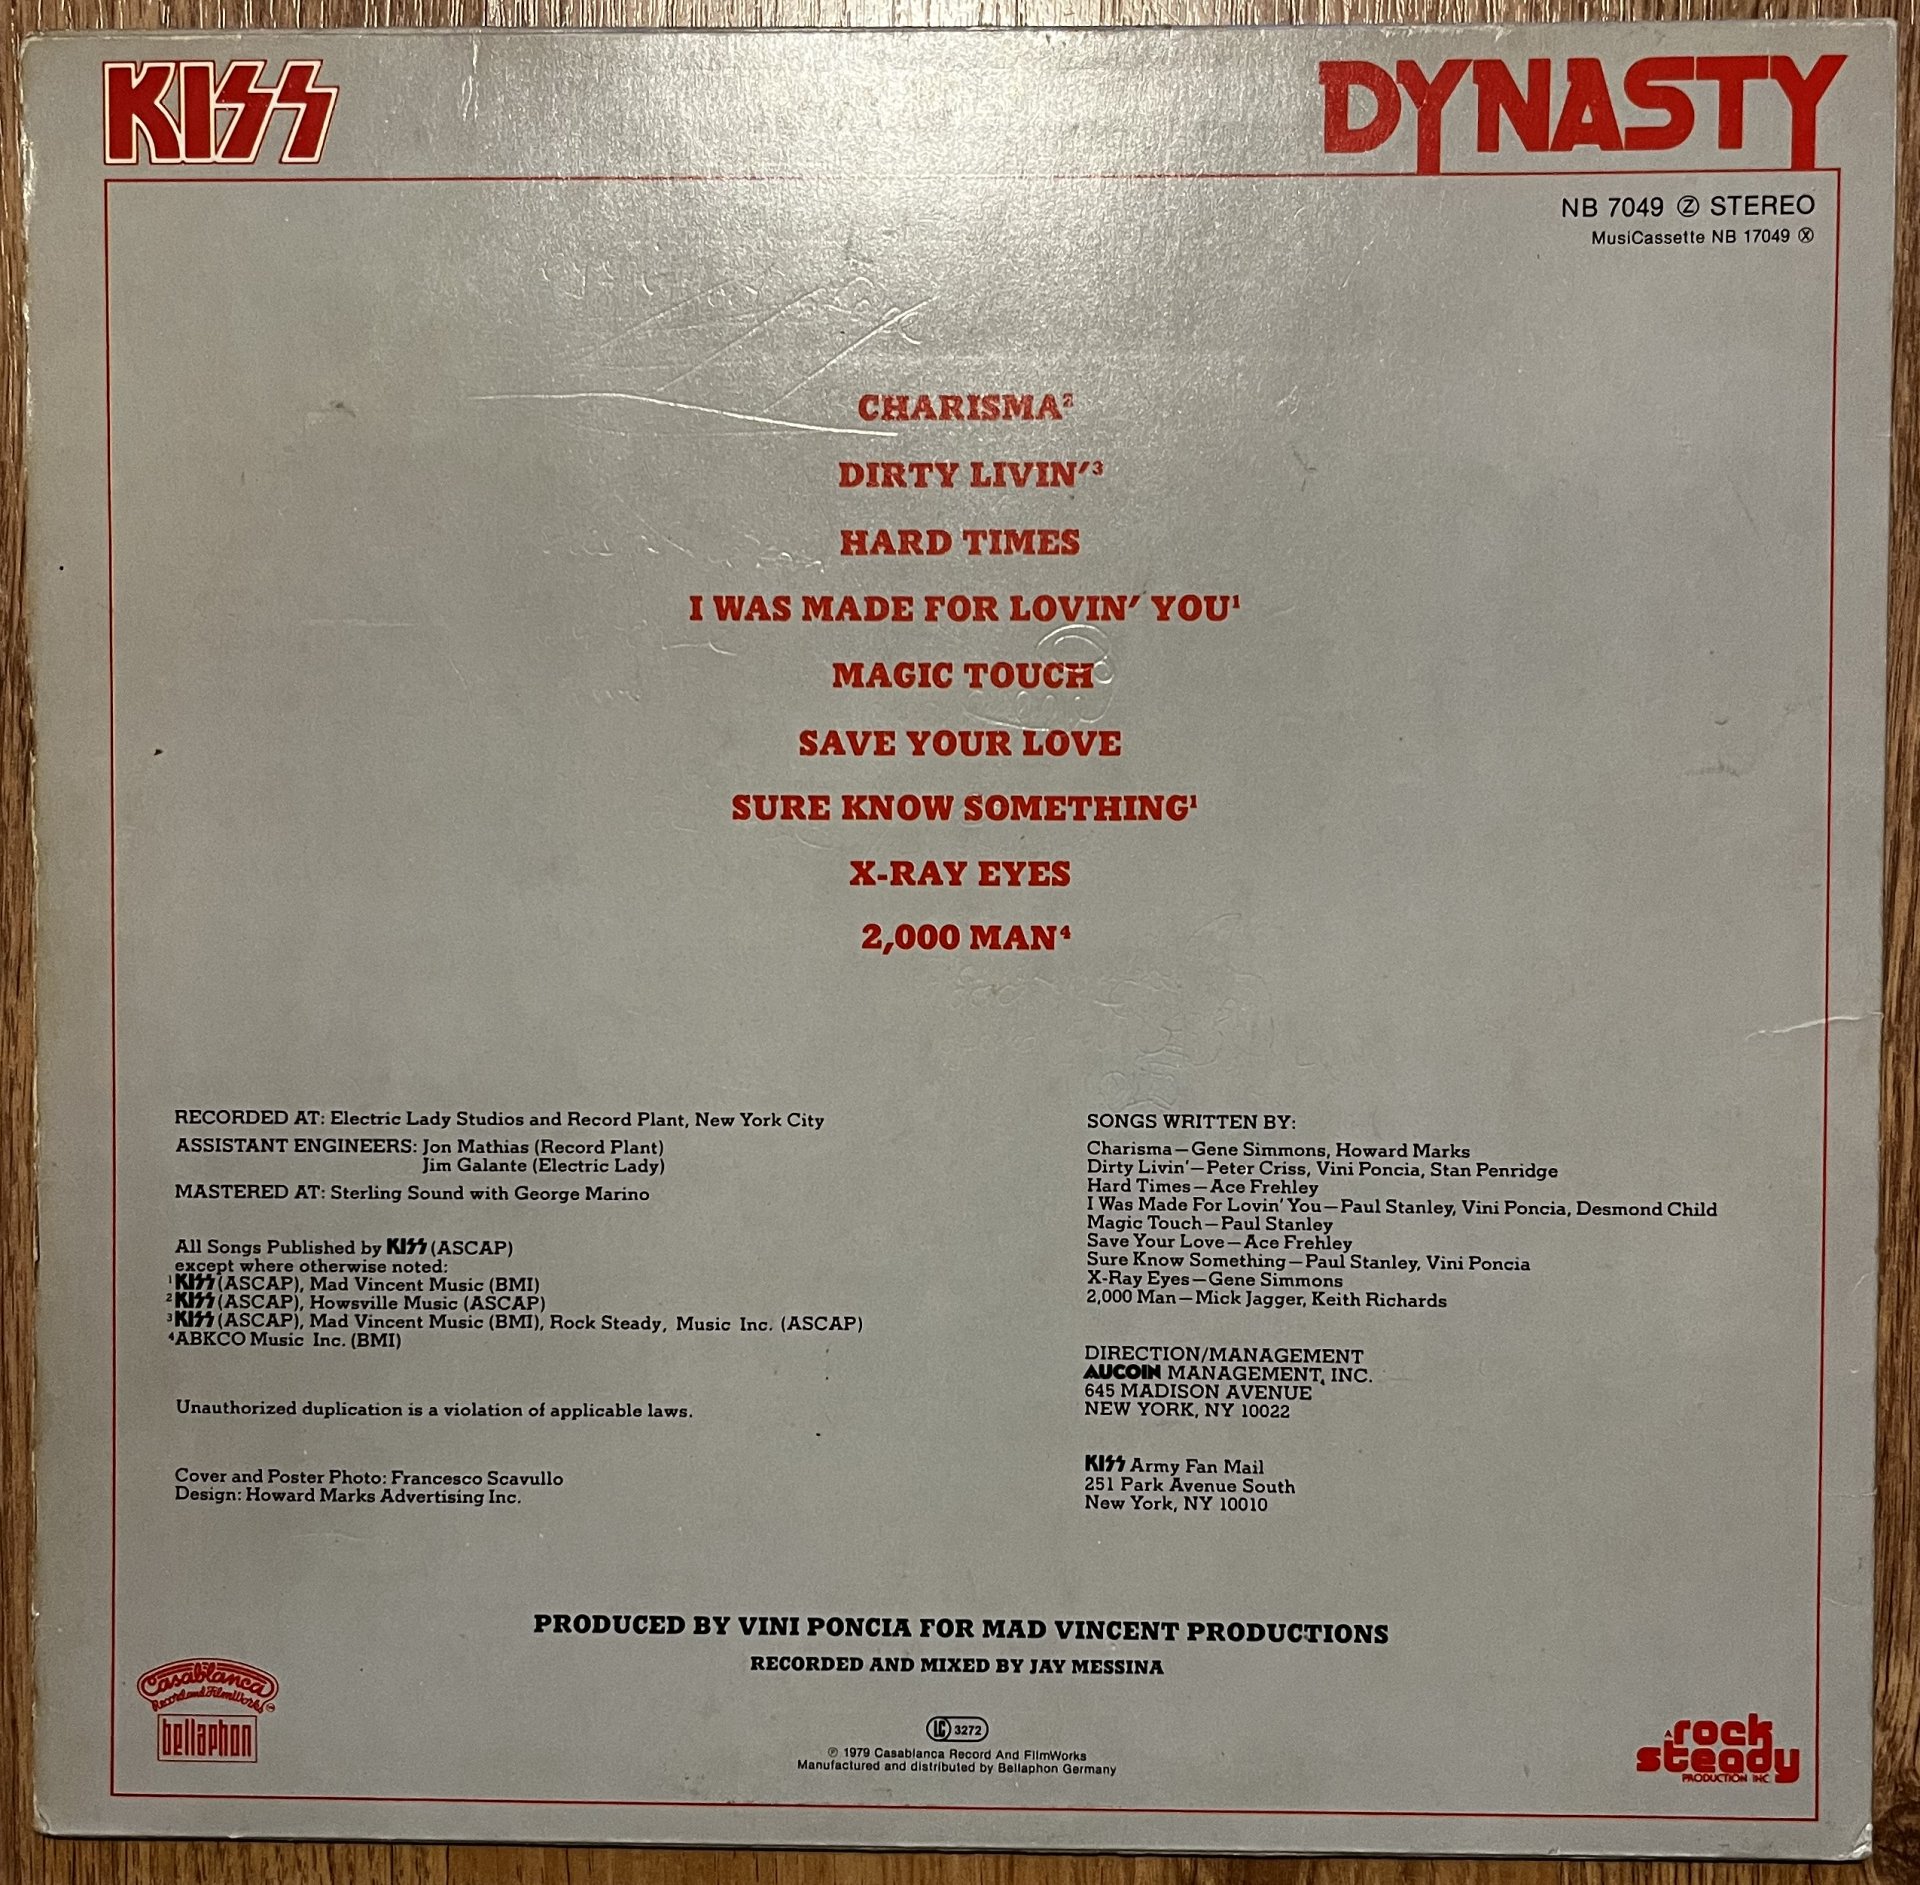 KISS
DYNASTY
NB 7049 Ⓩ STEREO
MusiCassette NB 17049 Ⓧ
CHARISMA²
DIRTY LIVIN'³
HARD TIMES
I WAS MADE FOR LOVIN' YOU¹
MAGIC TOUCH
SAVE YOUR LOVE
SURE KNOW SOMETHING¹
X-RAY EYES
2,000 MAN⁴
RECORDED AT: Electric Lady Studios and Record Plant, New York City
ASSISTANT ENGINEERS: Jon Mathias (Record Plant)
Jim Galante (Electric Lady)
MASTERED AT: Sterling Sound with George Marino
All Songs Published by KISS (ASCAP)
except where otherwise noted:
¹KISS (ASCAP), Mad Vincent Music (BMI)
²KISS (ASCAP), Howsville Music (ASCAP)
³KISS (ASCAP), Mad Vincent Music (BMI), Rock Steady, Music Inc. (ASCAP)
⁴ABKCO Music Inc. (BMI)
Unauthorized duplication is a violation of applicable laws.
Cover and Poster Photo: Francesco Scavullo
Design: Howard Marks Advertising Inc.
SONGS WRITTEN BY:
Charisma—Gene Simmons, Howard Marks
Dirty Livin'—Peter Criss, Vini Poncia, Stan Penridge
Hard Times—Ace Frehley
I Was Made For Lovin' You—Paul Stanley, Vini Poncia, Desmond Child
Magic Touch—Paul Stanley
Save Your Love—Ace Frehley
Sure Know Something—Paul Stanley, Vini Poncia
X-Ray Eyes—Gene Simmons
2,000 Man—Mick Jagger, Keith Richards
DIRECTION/MANAGEMENT
AUCOIN MANAGEMENT, INC.
645 MADISON AVENUE
NEW YORK, NY 10022
KISS Army Fan Mail
251 Park Avenue South
New York, NY 10010
PRODUCED BY VINI PONCIA FOR MAD VINCENT PRODUCTIONS
RECORDED AND MIXED BY JAY MESSINA
Casablanca
Record and FilmWorks
bellaphon
LC 3272
℗ 1979 Casablanca Record And FilmWorks
Manufactured and distributed by Bellaphon Germany
A rock
steady
PRODUCTION INC.